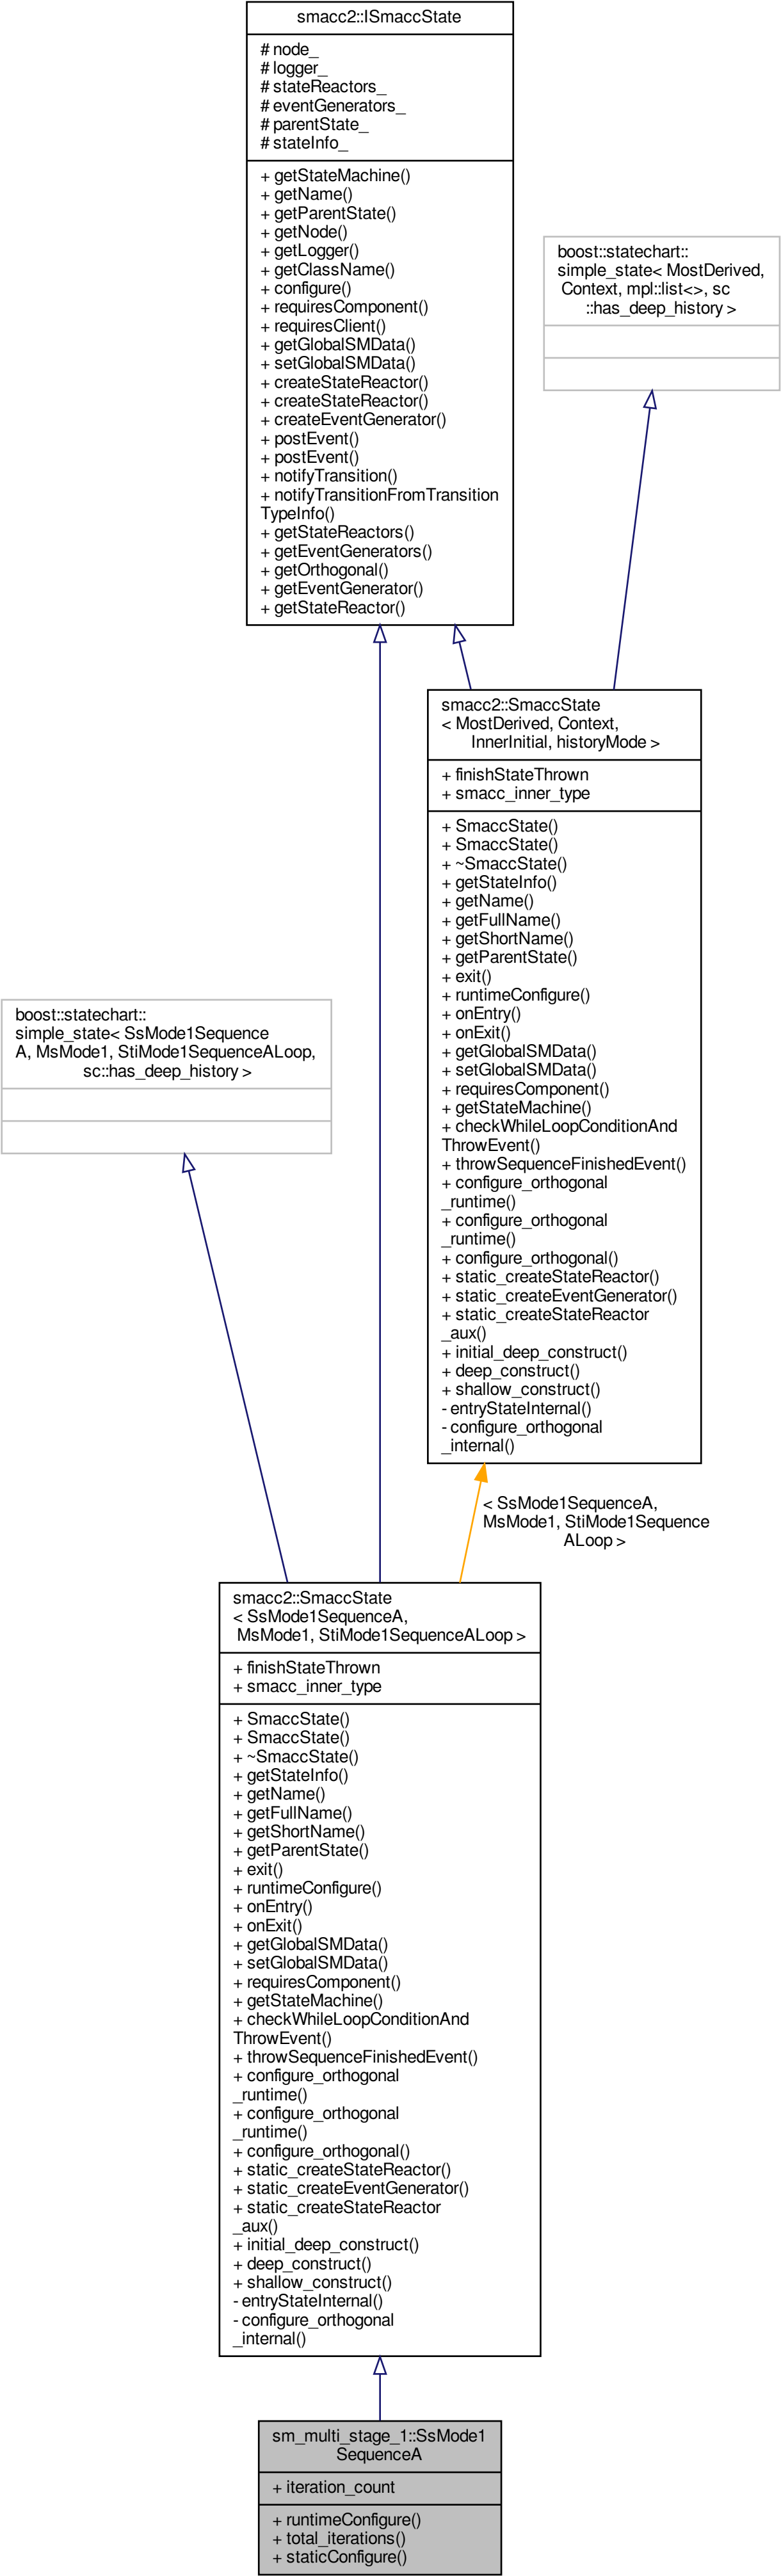 smacc2::ISmaccState
# node_
# logger_
# stateReactors_
# eventGenerators_
# parentState_
# stateInfo_
+ getStateMachine()
+ getName()
+ getParentState()
+ getNode()
+ getLogger()
+ getClassName()
+ configure()
+ requiresComponent()
+ requiresClient()
+ getGlobalSMData()
+ setGlobalSMData()
+ createStateReactor()
+ createStateReactor()
+ createEventGenerator()
+ postEvent()
+ postEvent()
+ notifyTransition()
+ notifyTransitionFromTransition
TypeInfo()
+ getStateReactors()
+ getEventGenerators()
+ getOrthogonal()
+ getEventGenerator()
+ getStateReactor()
boost::statechart::
simple_state< MostDerived,
Context, mpl::list<>, sc
::has_deep_history >
smacc2::SmaccState
< MostDerived, Context,
InnerInitial, historyMode >
+ finishStateThrown
+ smacc_inner_type
+ SmaccState()
+ SmaccState()
+ ~SmaccState()
+ getStateInfo()
+ getName()
+ getFullName()
+ getShortName()
+ getParentState()
+ exit()
+ runtimeConfigure()
+ onEntry()
+ onExit()
+ getGlobalSMData()
+ setGlobalSMData()
+ requiresComponent()
+ getStateMachine()
+ checkWhileLoopConditionAnd
ThrowEvent()
+ throwSequenceFinishedEvent()
+ configure_orthogonal
_runtime()
+ configure_orthogonal
_runtime()
+ configure_orthogonal()
+ static_createStateReactor()
+ static_createEventGenerator()
+ static_createStateReactor
_aux()
+ initial_deep_construct()
+ deep_construct()
+ shallow_construct()
- entryStateInternal()
- configure_orthogonal
_internal()
boost::statechart::
simple_state< SsMode1Sequence
A, MsMode1, StiMode1SequenceALoop,
sc::has_deep_history >
< SsMode1SequenceA,
MsMode1, StiMode1Sequence
ALoop >
smacc2::SmaccState
< SsMode1SequenceA,
MsMode1, StiMode1SequenceALoop >
+ finishStateThrown
+ smacc_inner_type
+ SmaccState()
+ SmaccState()
+ ~SmaccState()
+ getStateInfo()
+ getName()
+ getFullName()
+ getShortName()
+ getParentState()
+ exit()
+ runtimeConfigure()
+ onEntry()
+ onExit()
+ getGlobalSMData()
+ setGlobalSMData()
+ requiresComponent()
+ getStateMachine()
+ checkWhileLoopConditionAnd
ThrowEvent()
+ throwSequenceFinishedEvent()
+ configure_orthogonal
_runtime()
+ configure_orthogonal
_runtime()
+ configure_orthogonal()
+ static_createStateReactor()
+ static_createEventGenerator()
+ static_createStateReactor
_aux()
+ initial_deep_construct()
+ deep_construct()
+ shallow_construct()
- entryStateInternal()
- configure_orthogonal
_internal()
sm_multi_stage_1::SsMode1
SequenceA
+ iteration_count
+ runtimeConfigure()
+ total_iterations()
+ staticConfigure()